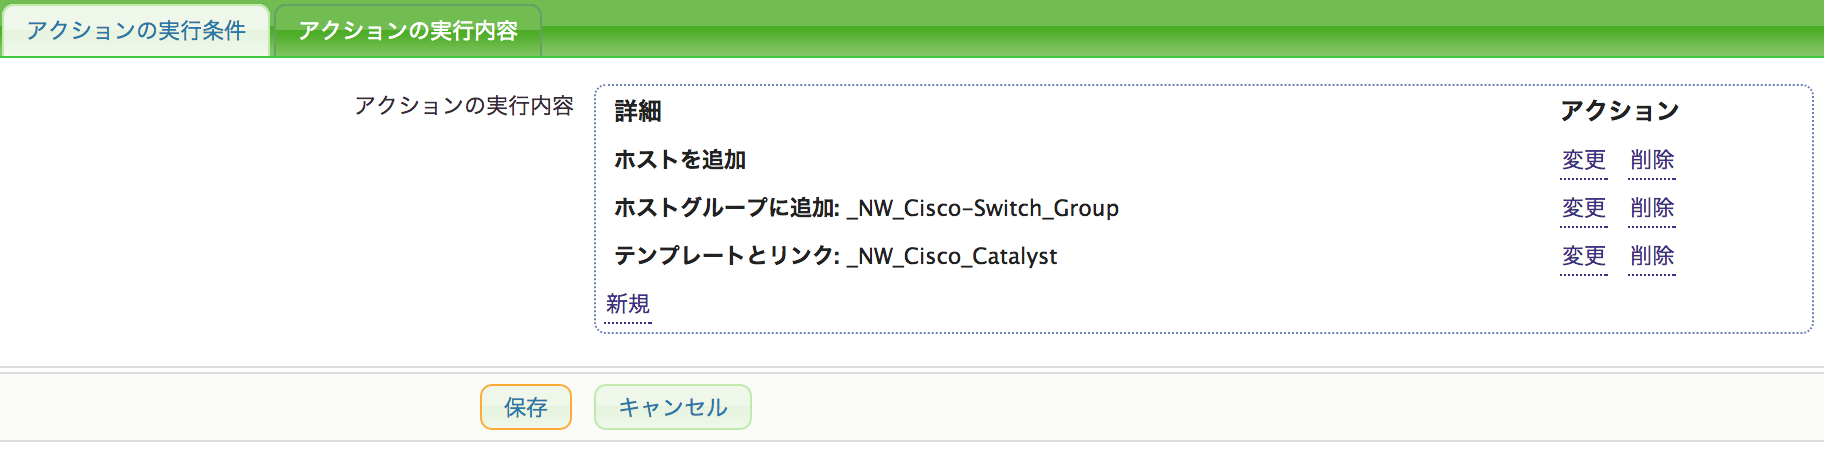 アクションの実行条件 アクションの実行内容
アクションの実行内容 詳細 アクション
ホストを追加 変更 削除
ホストグループに追加: _NW_Cisco-Switch_Group 変更 削除
テンプレートとリンク: _NW_Cisco_Catalyst 変更 削除
新規
保存 キャンセル